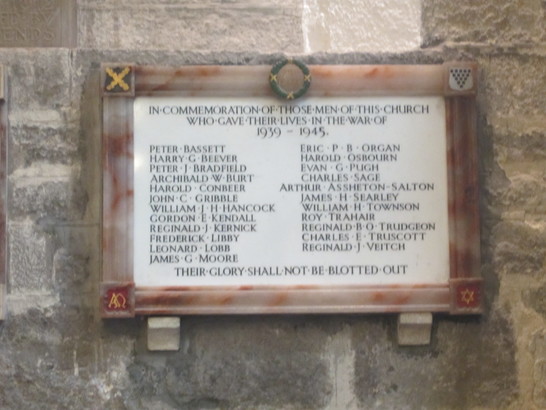 IN·COMMEMORATION·OF·THOSE·MEN·OF·THIS·CHURCH
WHO·GAVE·THEIR·LIVES·IN·THE·WAR·OF
1939 – 1945.
PETER·BASSETT
HARRY·G·BEEVER
PETER·J·BRADFIELD
ARCHIBALD·W·BURT
HAROLD·CONBEER
JOHN·C·GRIBBLE
WILLIAM·J·H·HANCOCK
GORDON·E·KENDALL
REGINALD·J·KERNICK
FREDERICK·LIBBY
LEONARD·LOBB
JAMES·G·MOORE
ERIC·P·B·ORGAN
HAROLD·OSBOURN
EVAN·G·PUGH
CHARLES·SAGE
ARTHUR·ASSHETON-SALTON
JAMES·H·SEARLEY
WILLIAM·H·TOWNSON
ROY·TRAHAIR
REGINALD·B·O·TRUDGEON
CHARLES·E·TRUSCOTT
REGINALD·J·VEITCH
THEIR·GLORY·SHALL·NOT·BE·BLOTTED·OUT
ΑΩ